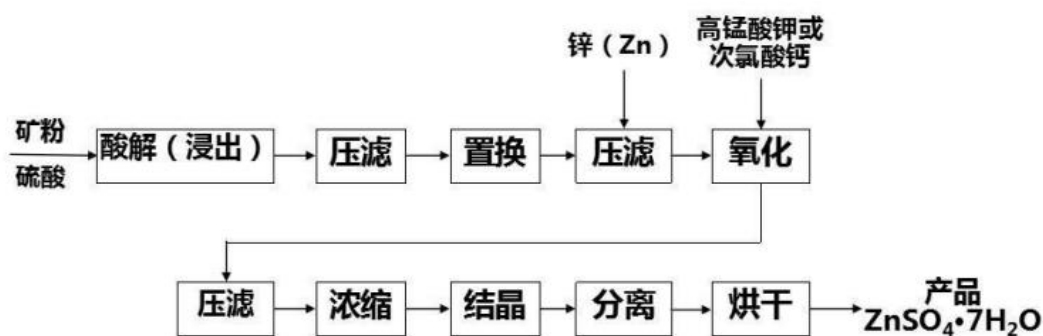 锌（Zn）
高锰酸钾或
次氯酸钙
矿粉
硫酸
酸解（浸出）
压滤
置换
压滤
氧化
压滤
浓缩
结晶
分离
烘干
产品
ZnSO₄•7H₂O